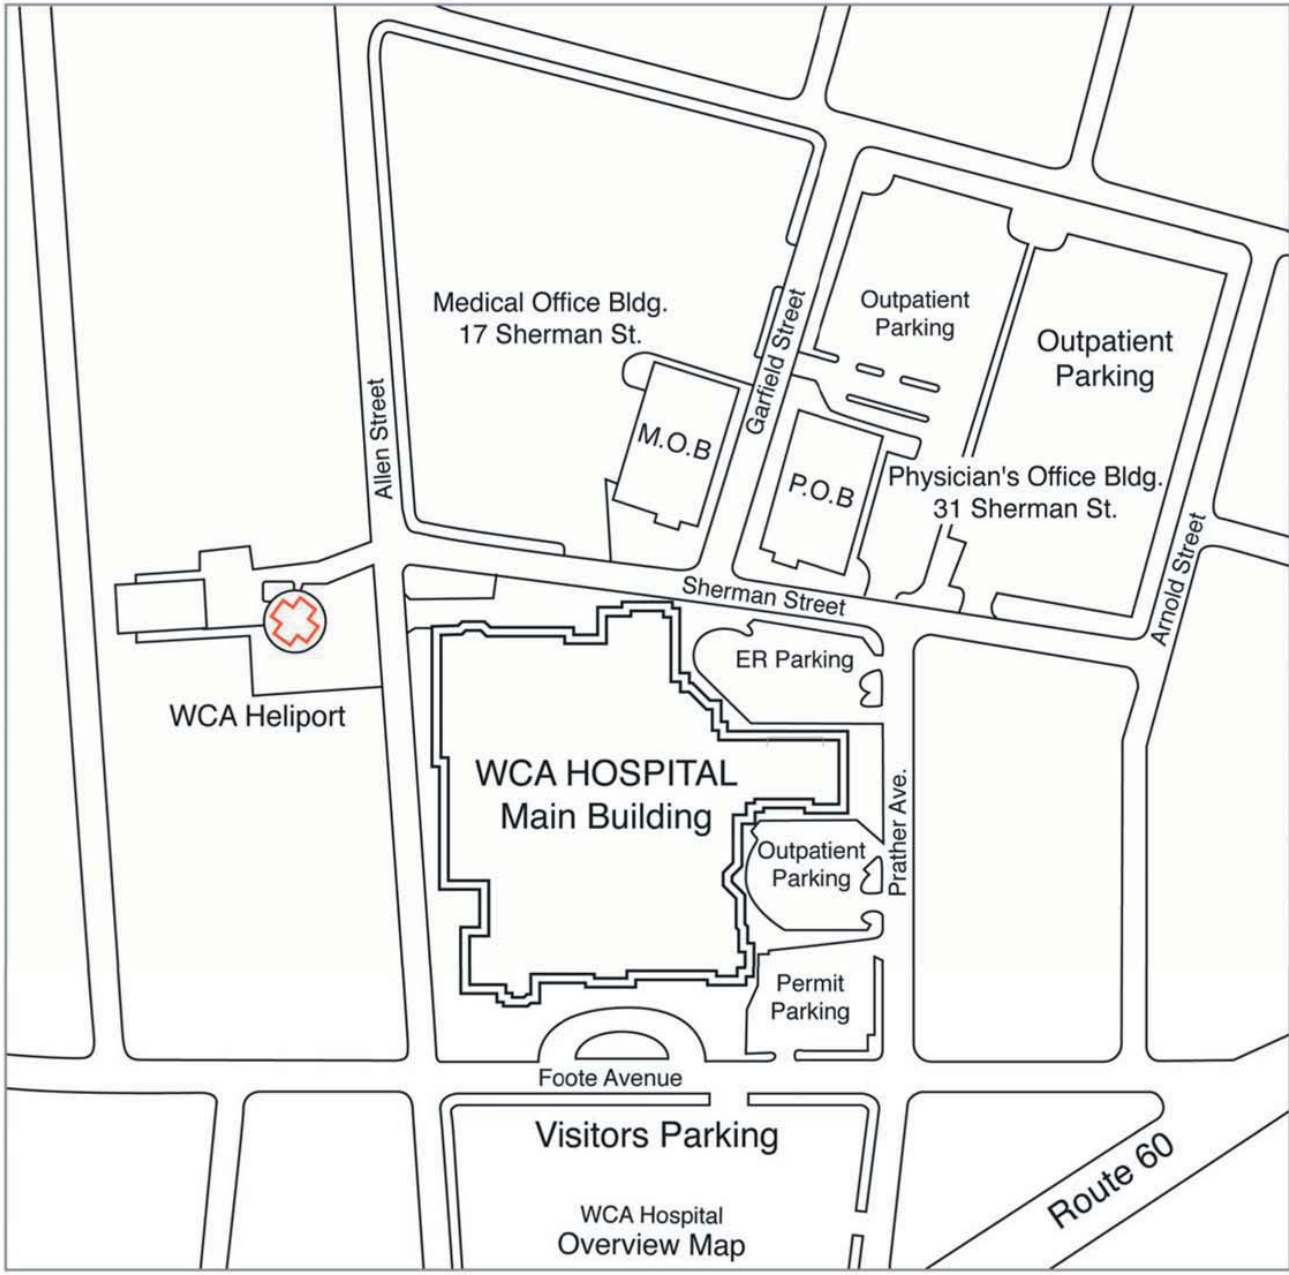 Medical Office Bldg.
17 Sherman St.
Outpatient
Parking
Outpatient
Parking
Garfield Street
Allen Street
M.O.B
P.O.B
Physician's Office Bldg.
31 Sherman St.
Arnold Street
Sherman Street
ER Parking
WCA Heliport
WCA HOSPITAL
Main Building
Prather Ave.
Outpatient
Parking
Permit
Parking
Foote Avenue
Visitors Parking
Route 60
WCA Hospital
Overview Map